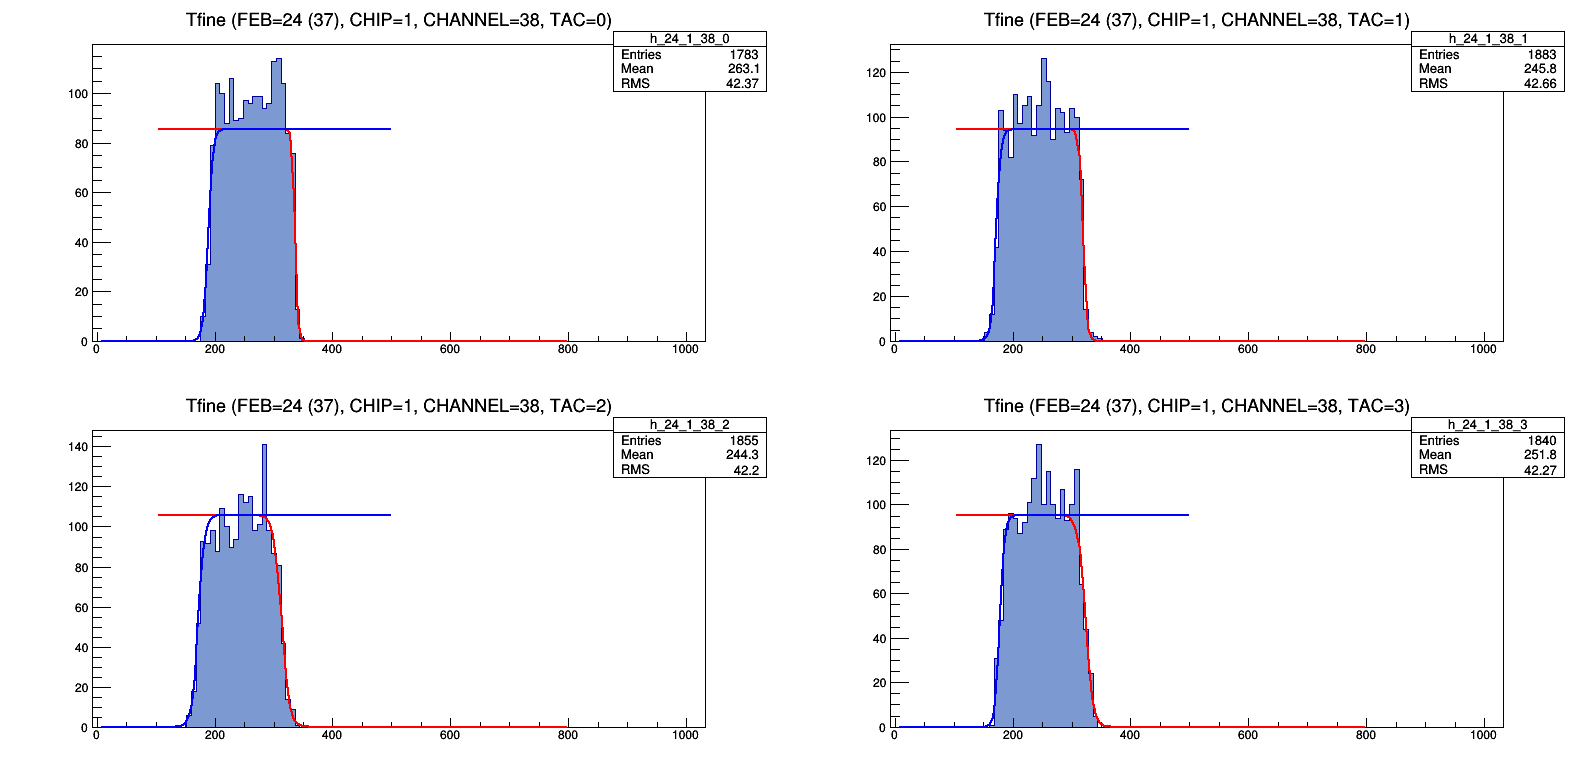 Tfine (FEB=24 (37), CHIP=1, CHANNEL=38, TAC=0)
h_24_1_38_0
Entries 1783
Mean 263.1
RMS 42.37
100
80
60
40
20
0
0 200 400 600 800 1000
Tfine (FEB=24 (37), CHIP=1, CHANNEL=38, TAC=1)
h_24_1_38_1
Entries 1883
Mean 245.8
RMS 42.66
120
100
80
60
40
20
0
0 200 400 600 800 1000
Tfine (FEB=24 (37), CHIP=1, CHANNEL=38, TAC=2)
h_24_1_38_2
Entries 1855
Mean 244.3
RMS 42.2
140
120
100
80
60
40
20
0
0 200 400 600 800 1000
Tfine (FEB=24 (37), CHIP=1, CHANNEL=38, TAC=3)
h_24_1_38_3
Entries 1840
Mean 251.8
RMS 42.27
120
100
80
60
40
20
0
0 200 400 600 800 1000